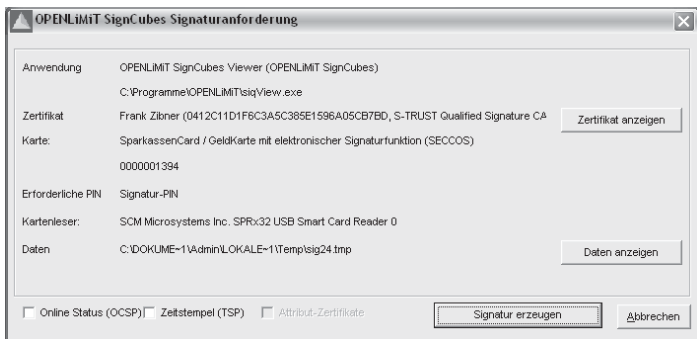 OPENLiMiT SignCubes Signaturanforderung
Anwendung OPENLiMiT SignCubes Viewer (OPENLiMiT SignCubes)
C:\Programme\OPENLiMiT\siqView.exe
Zertifikat Frank Zibner (0412C11D1F6C3A5C385E1596A05CB7BD, S-TRUST Qualified Signature CA Zertifikat anzeigen
Karte: SparkassenCard / GeldKarte mit elektronischer Signaturfunktion (SECCOS)
0000001394
Erforderliche PIN Signatur-PIN
Kartenleser: SCM Microsystems Inc. SPRx32 USB Smart Card Reader 0
Daten C:\DOKUME~1\Admin\LOKALE~1\Temp\sig24.tmp Daten anzeigen
Online Status (OCSP) Zeitstempel (TSP) Attribut-Zertifikate Signatur erzeugen Abbrechen